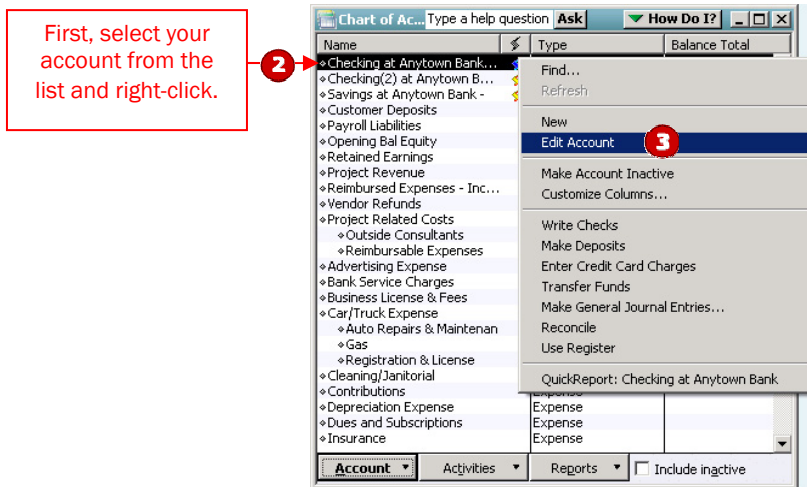 First, select your
account from the
list and right-click.
2
Chart of Ac... Type a help question Ask How Do I?
Name Type Balance Total
Checking at Anytown Bank...
Checking(2) at Anytown B...
Savings at Anytown Bank -
Customer Deposits
Payroll Liabilities
Opening Bal Equity
Retained Earnings
Project Revenue
Reimbursed Expenses - Inc...
Vendor Refunds
Project Related Costs
Outside Consultants
Reimbursable Expenses
Advertising Expense
Bank Service Charges
Business License & Fees
Car/Truck Expense
Auto Repairs & Maintenan
Gas
Registration & License
Cleaning/Janitorial
Contributions Expense
Depreciation Expense Expense
Dues and Subscriptions Expense
Insurance Expense
Find...
Refresh
New
Edit Account 3
Make Account Inactive
Customize Columns...
Write Checks
Make Deposits
Enter Credit Card Charges
Transfer Funds
Make General Journal Entries...
Reconcile
Use Register
QuickReport: Checking at Anytown Bank
Account Activities Reports Include inactive